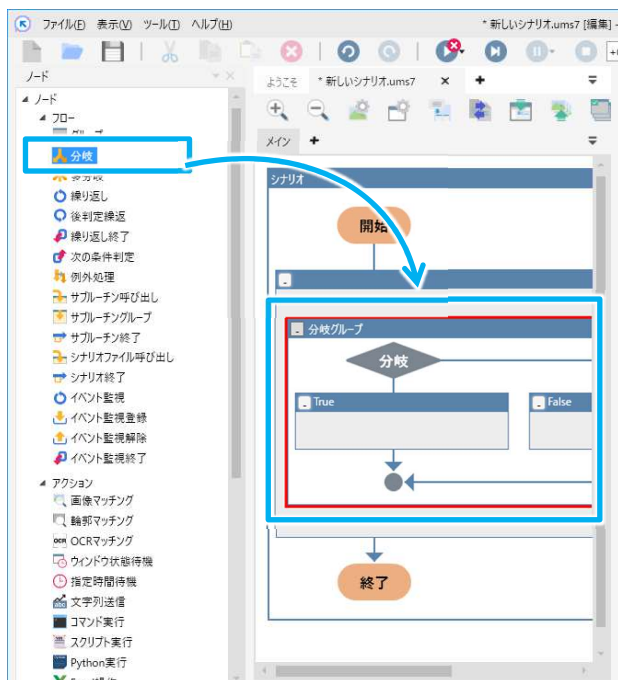 ファイル(F) 表示(V) ツール(T) ヘルプ(H)
* 新しいシナリオ.ums7 [編集] -
ノード
ようこそ
* 新しいシナリオ.ums7
ノード
フロー
分岐
繰り返し
後判定繰返
繰り返し終了
次の条件判定
例外処理
サブルーチン呼び出し
サブルーチングループ
サブルーチン終了
シナリオファイル呼び出し
シナリオ終了
イベント監視
イベント監視登録
イベント監視解除
イベント監視終了
アクション
画像マッチング
輪郭マッチング
OCR OCRマッチング
ウインドウ状態待機
指定時間待機
文字列送信
コマンド実行
スクリプト実行
Python実行
メイン
シナリオ
開始
分岐グループ
分岐
True
False
終了